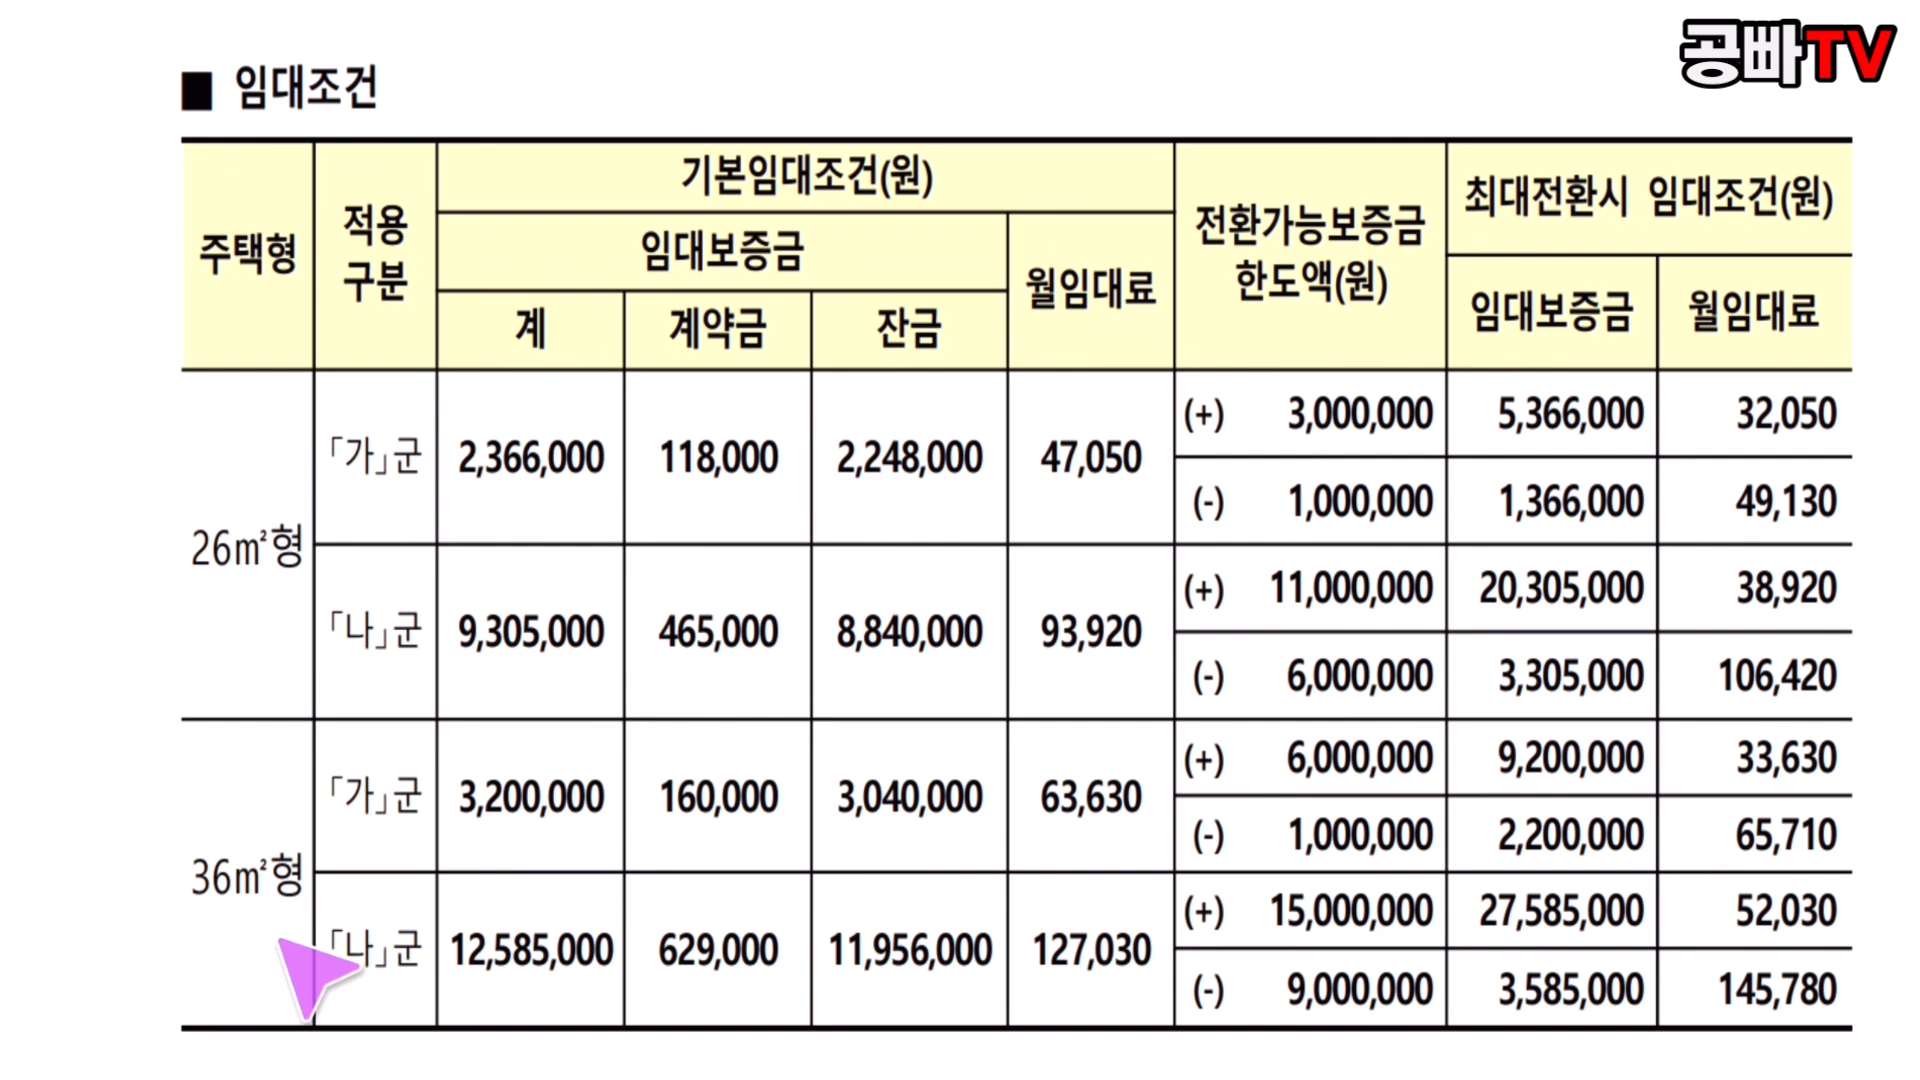 공빠TV
■ 임대조건
주택형 적용 구분 기본임대조건(원) 전환가능보증금 한도액(원) 최대전환시 임대조건(원)
임대보증금 월임대료 임대보증금 월임대료
계 계약금 잔금
26㎡형 「가」군 2,366,000 118,000 2,248,000 47,050 (+) 3,000,000 5,366,000 32,050
(-) 1,000,000 1,366,000 49,130
「나」군 9,305,000 465,000 8,840,000 93,920 (+) 11,000,000 20,305,000 38,920
(-) 6,000,000 3,305,000 106,420
36㎡형 「가」군 3,200,000 160,000 3,040,000 63,630 (+) 6,000,000 9,200,000 33,630
(-) 1,000,000 2,200,000 65,710
「나」군 12,585,000 629,000 11,956,000 127,030 (+) 15,000,000 27,585,000 52,030
(-) 9,000,000 3,585,000 145,780